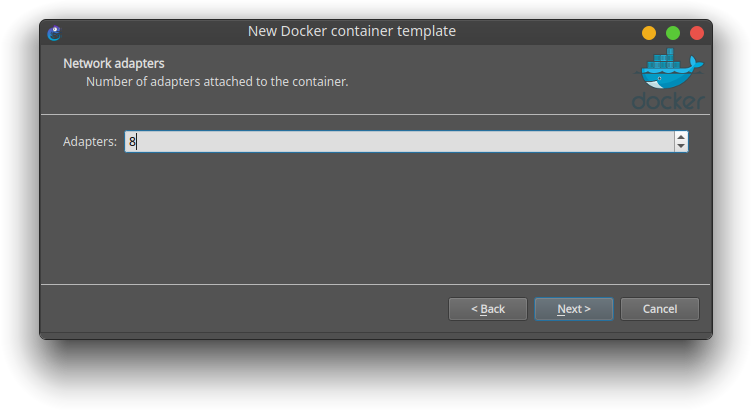 New Docker container template
Network adapters
Number of adapters attached to the container.
docker
Adapters: 8
< Back Next > Cancel